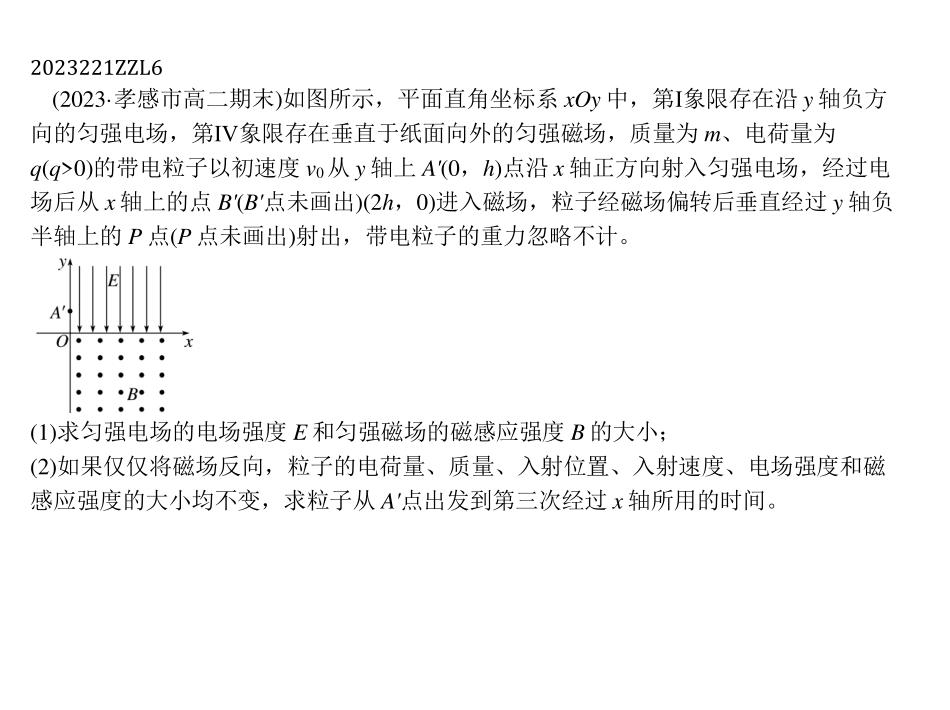 2023221ZZL6
(2023·孝感市高二期末)如图所示，平面直角坐标系 xOy 中，第Ⅰ象限存在沿 y 轴负方
向的匀强电场，第Ⅳ象限存在垂直于纸面向外的匀强磁场，质量为 m、电荷量为
q(q>0)的带电粒子以初速度 v₀从 y 轴上 A′(0，h)点沿 x 轴正方向射入匀强电场，经过电
场后从 x 轴上的点 B′(B′点未画出)(2h，0)进入磁场，粒子经磁场偏转后垂直经过 y 轴负
半轴上的 P 点(P 点未画出)射出，带电粒子的重力忽略不计。
y
E
A′
O
x
B
(1)求匀强电场的电场强度 E 和匀强磁场的磁感应强度 B 的大小；
(2)如果仅仅将磁场反向，粒子的电荷量、质量、入射位置、入射速度、电场强度和磁
感应强度的大小均不变，求粒子从 A′点出发到第三次经过 x 轴所用的时间。